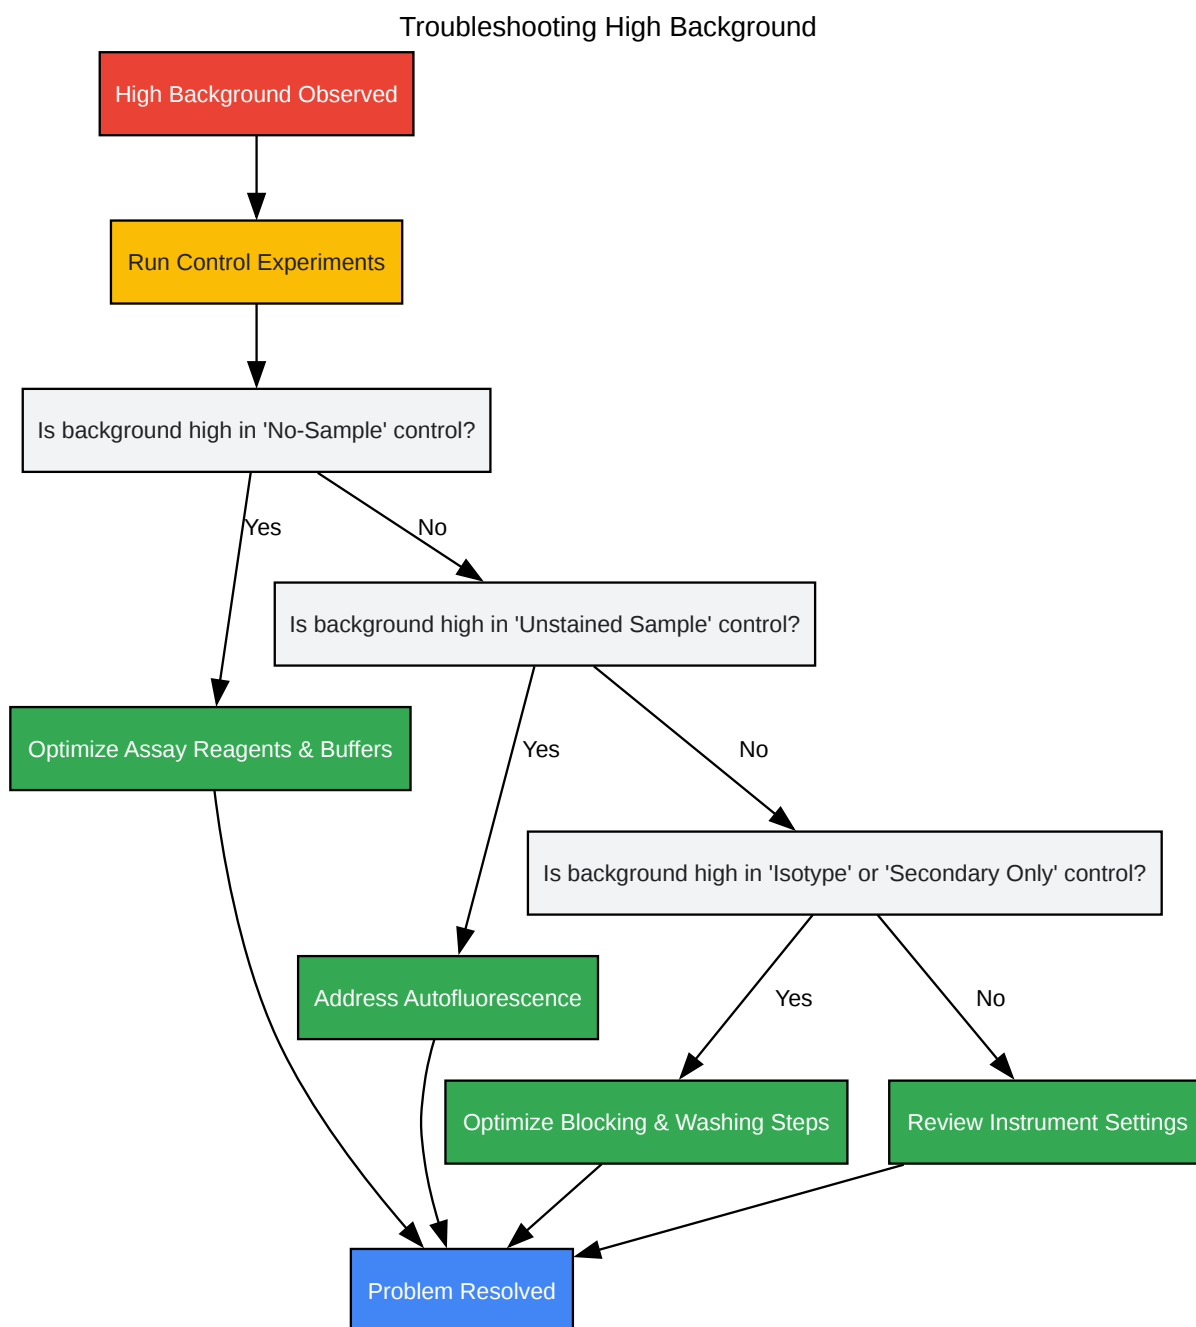 Troubleshooting High Background
High Background Observed
Run Control Experiments
Is background high in 'No-Sample' control?
Yes
No
Is background high in 'Unstained Sample' control?
Optimize Assay Reagents & Buffers
Yes
No
Is background high in 'Isotype' or 'Secondary Only' control?
Address Autofluorescence
Yes
No
Optimize Blocking & Washing Steps
Review Instrument Settings
Problem Resolved